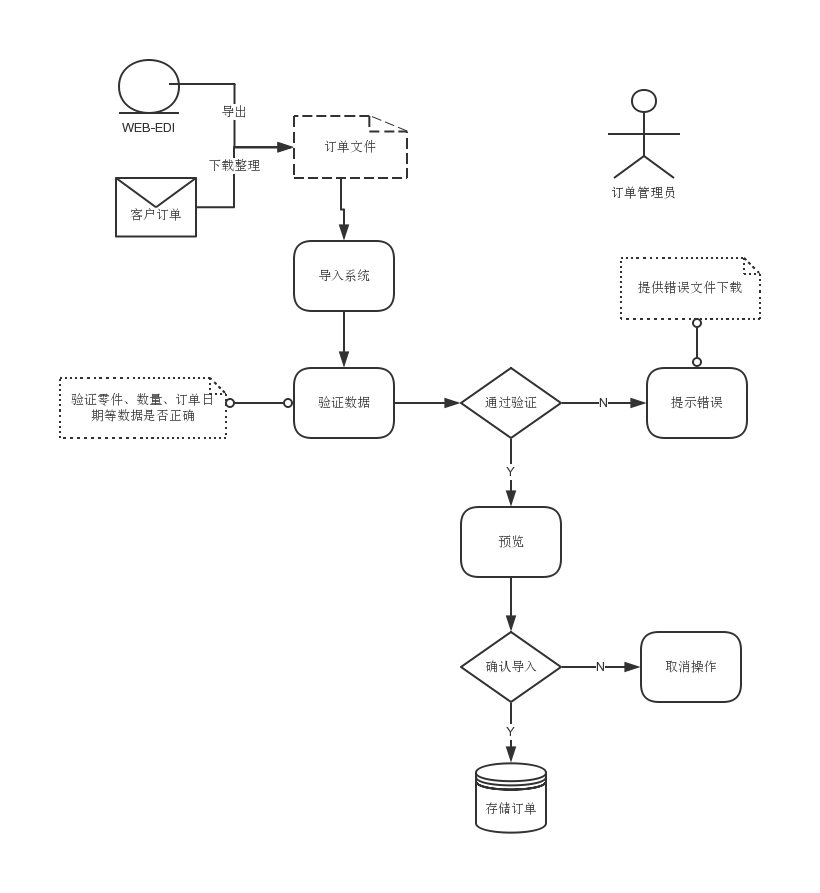 导出
WEB-EDI
订单文件
下载整理
订单管理员
客户订单
导入系统
提供错误文件下载
验证零件、数量、订单日
期等数据是否正确
验证数据
通过验证
N
提示错误
Y
预览
确认导入
N
取消操作
Y
存储订单